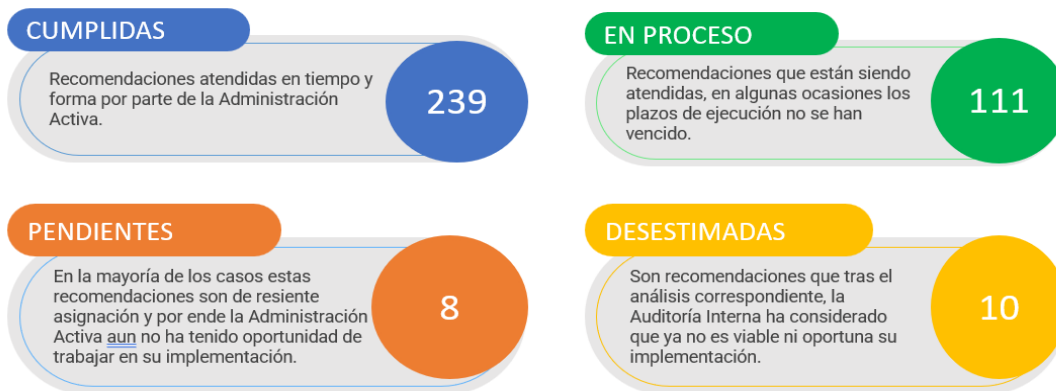 CUMPLIDAS
Recomendaciones atendidas en tiempo y
forma por parte de la Administración
Activa.
239
EN PROCESO
Recomendaciones que están siendo
atendidas, en algunas ocasiones los
plazos de ejecución no se han
vencido.
111
PENDIENTES
En la mayoría de los casos estas
recomendaciones son de resiente
asignación y por ende la Administración
Activa aun no ha tenido oportunidad de
trabajar en su implementación.
8
DESESTIMADAS
Son recomendaciones que tras el
análisis correspondiente, la
Auditoría Interna ha considerado
que ya no es viable ni oportuna su
implementación.
10